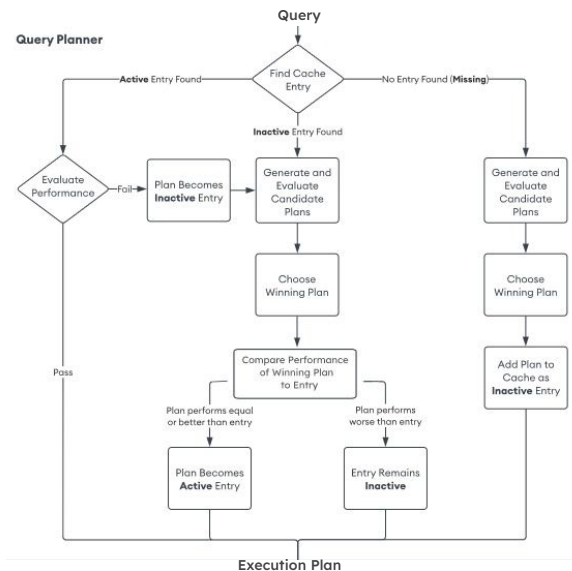 Query
Query Planner
Find Cache
Entry
Active Entry Found
No Entry Found (Missing)
Inactive Entry Found
Evaluate
Performance
Fail
Plan Becomes
Inactive Entry
Generate and
Evaluate
Candidate
Plans
Generate and
Evaluate
Candidate
Plans
Choose
Winning Plan
Choose
Winning Plan
Pass
Compare Performance
of Winning Plan
to Entry
Add Plan to
Cache as
Inactive Entry
Plan performs equal
or better than entry
Plan performs
worse than entry
Plan Becomes
Active Entry
Entry Remains
Inactive
Execution Plan